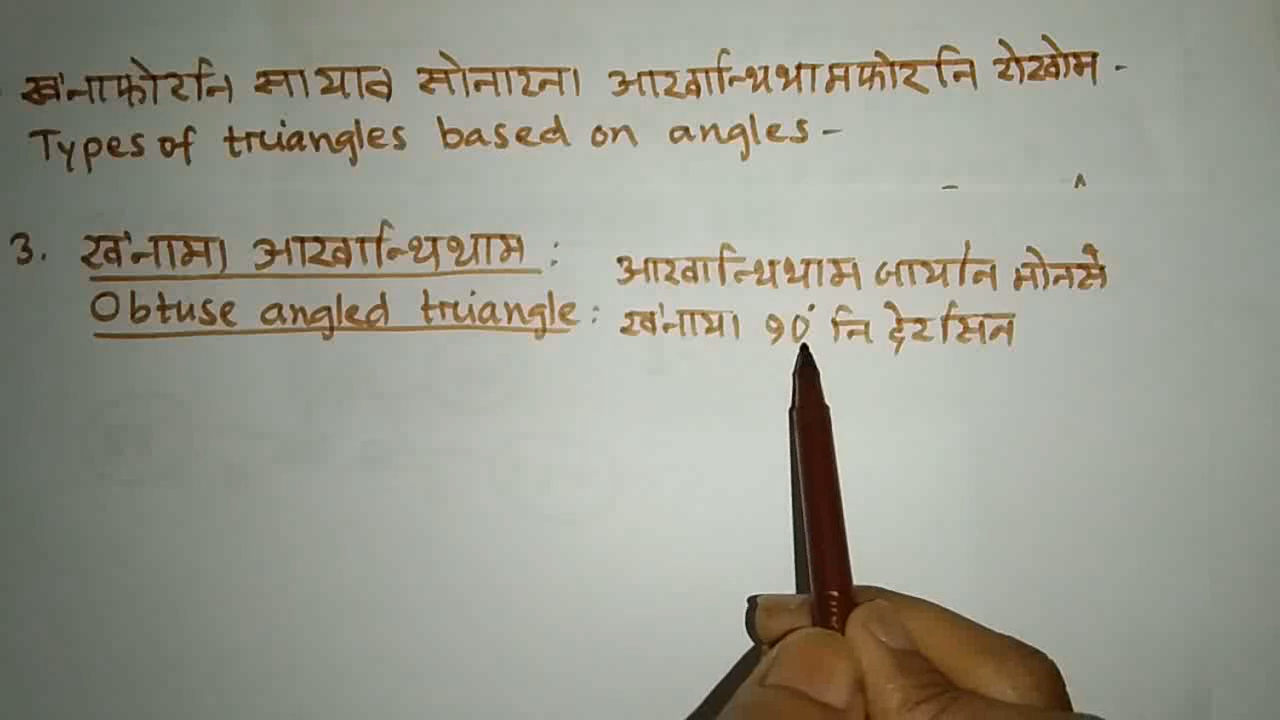 ख'नाफोरनि सायाव सोनारना आखान्थिथामफोरनि रोखोम -
Types of triangles based on angles -
3. ख'नामा आखान्थिथाम :
आखान्थिथाम जाय'नि मोनसे
Obtuse angled triangle :
ख'नाया 90° नि देरसिन